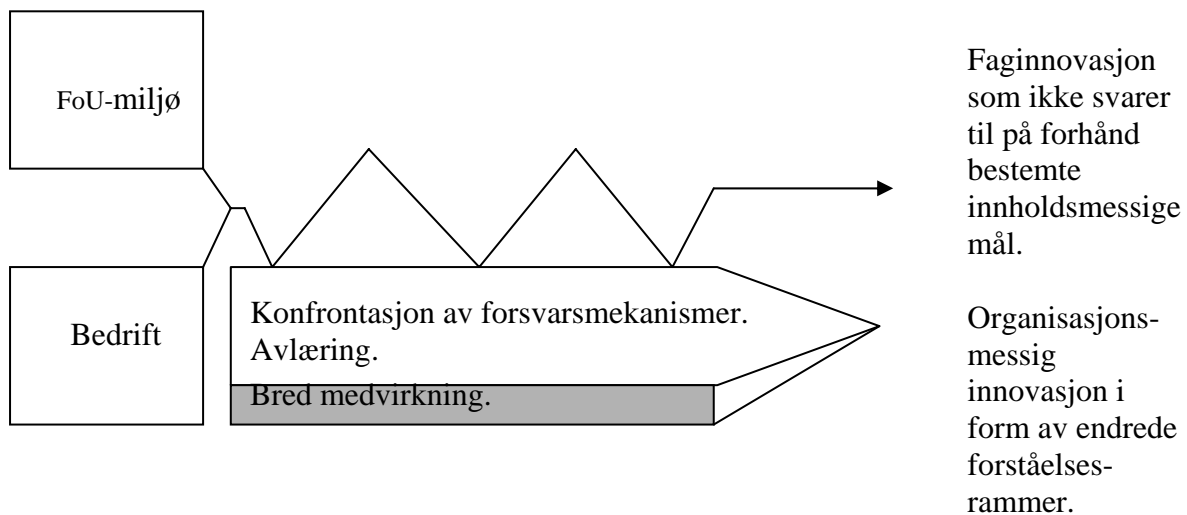 FoU-miljø
Bedrift
Konfrontasjon av forsvarsmekanismer.
Avlæring.
Bred medvirkning.
Faginnovasjon
som ikke svarer
til på forhånd
bestemte
innholdsmessige
mål.
Organisasjons-
messig
innovasjon i
form av endrede
forståelses-
rammer.